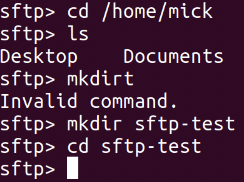 sftp> cd /home/mick
sftp> ls
Desktop    Documents
sftp> mkdirt
Invalid command.
sftp> mkdir sftp-test
sftp> cd sftp-test
sftp>